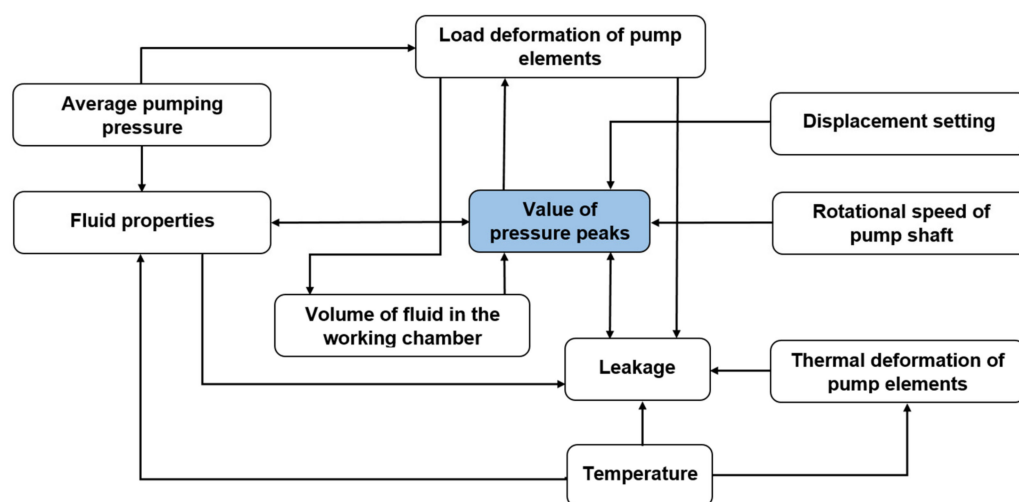 Load deformation of pump
elements
Average pumping
pressure
Displacement setting
Fluid properties
Value of
pressure peaks
Rotational speed of
pump shaft
Volume of fluid in the
working chamber
Leakage
Thermal deformation of
pump elements
Temperature